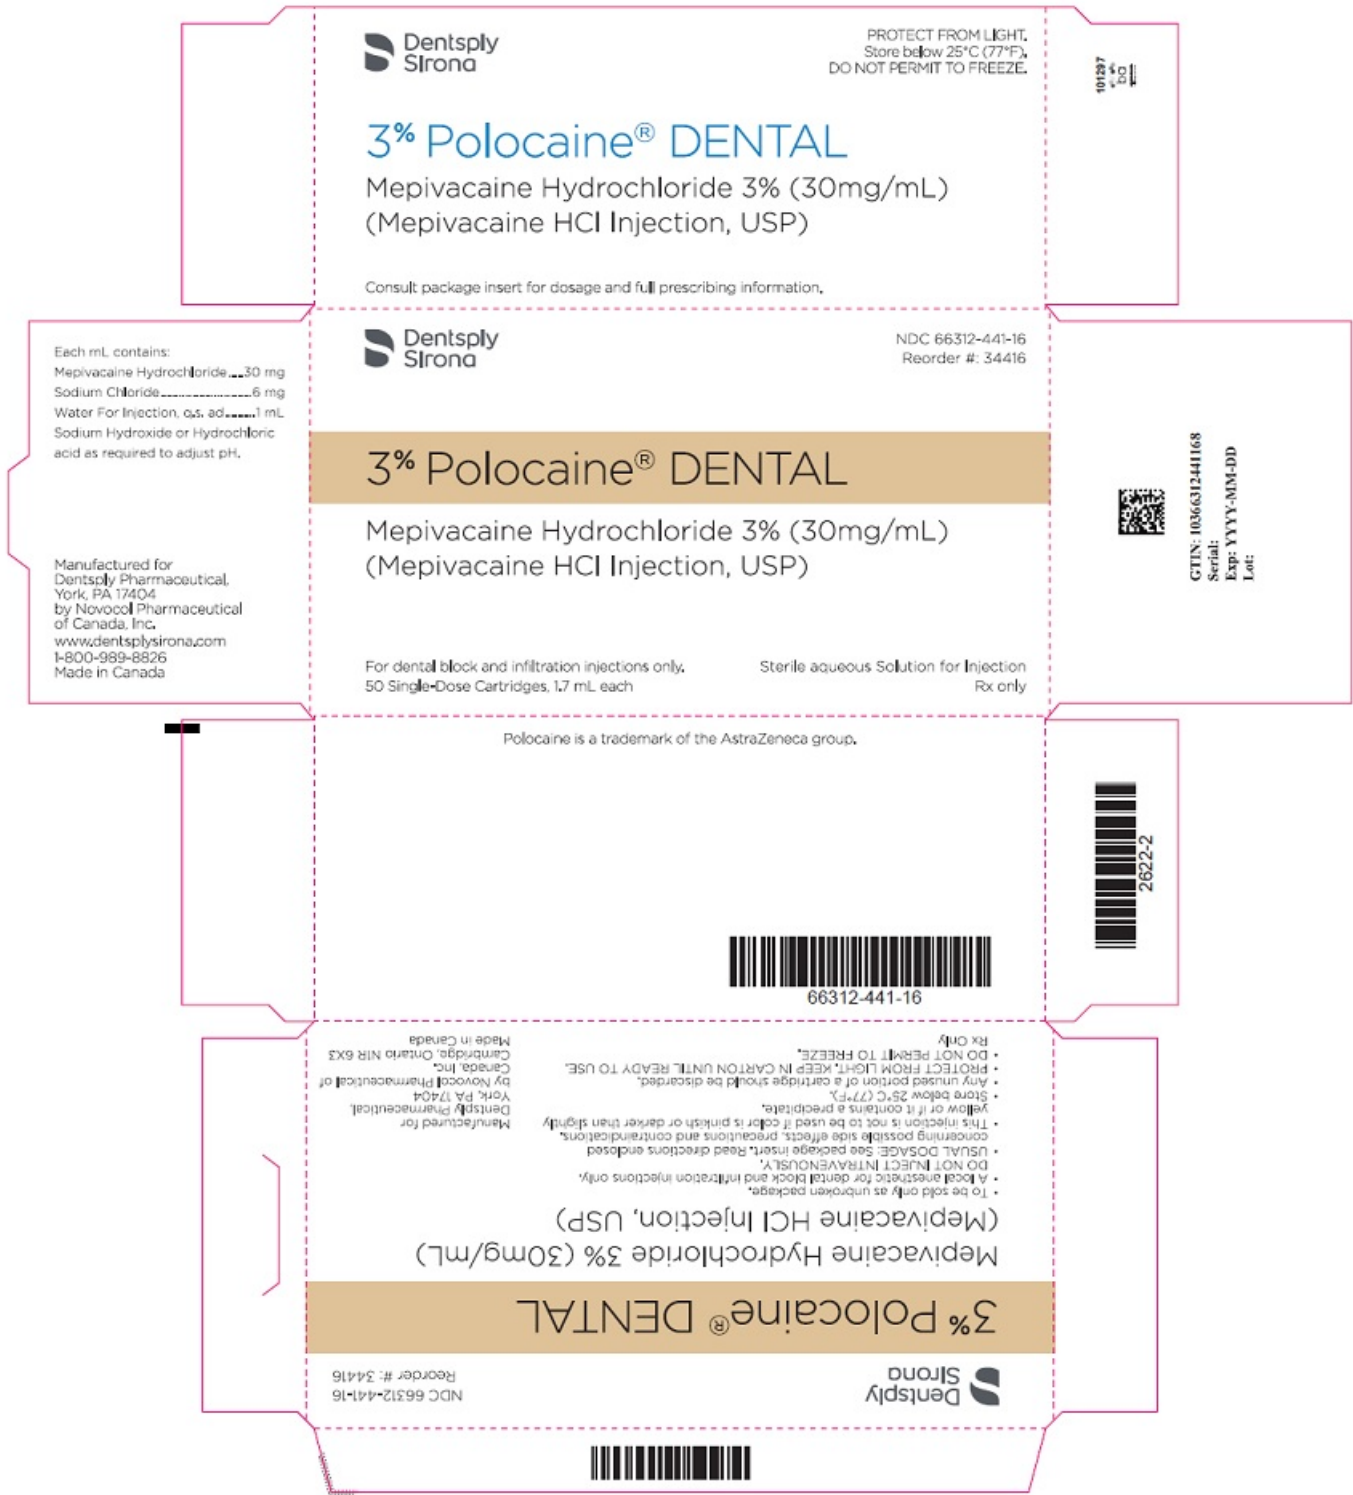 Dentsply
Sirona
PROTECT FROM LIGHT.
Store below 25°C (77°F).
DO NOT PERMIT TO FREEZE.
3% Polocaine® DENTAL
Mepivacaine Hydrochloride 3% (30mg/mL)
(Mepivacaine HCl Injection, USP)
Consult package insert for dosage and full prescribing information.
101297
Each mL contains:
Mepivacaine Hydrochloride....30 mg
Sodium Chloride........................6 mg
Water For Injection, q.s. ad........1 mL
Sodium Hydroxide or Hydrochloric
acid as required to adjust pH.
Manufactured for
Dentsply Pharmaceutical,
York, PA 17404
by Novocol Pharmaceutical
of Canada, Inc.
www.dentsplysirona.com
1-800-989-8826
Made in Canada
Dentsply
Sirona
NDC 66312-441-16
Reorder #: 34416
3% Polocaine® DENTAL
Mepivacaine Hydrochloride 3% (30mg/mL)
(Mepivacaine HCl Injection, USP)
For dental block and infiltration injections only.
50 Single-Dose Cartridges, 1.7 mL each
Sterile aqueous Solution for Injection
Rx only
GTIN: 10366312441168
Serial:
Exp: YYYY-MM-DD
Lot:
Polocaine is a trademark of the AstraZeneca group.
66312-441-16
2622-2
Dentsply
Sirona
NDC 66312-441-16
Reorder #: 34416
3% Polocaine® DENTAL
Mepivacaine Hydrochloride 3% (30mg/mL)
(Mepivacaine HCl Injection, USP)
• To be sold only as unbroken package.
• A local anesthetic for dental block and infiltration injections only.
DO NOT INJECT INTRAVENOUSLY.
• USUAL DOSAGE: See package insert. Read directions enclosed
concerning possible side effects, precautions and contraindications.
• This injection is not to be used if color is pinkish or darker than slightly
yellow or if it contains a precipitate.
• Store below 25°C (77°F).
• Any unused portion of a cartridge should be discarded.
• PROTECT FROM LIGHT. KEEP IN CARTON UNTIL READY TO USE.
• DO NOT PERMIT TO FREEZE.
Rx Only
Manufactured for
Dentsply Pharmaceutical,
York, PA 17404
by Novocol Pharmaceutical of
Canada, Inc.
Cambridge, Ontario N1R 6X3
Made in Canada